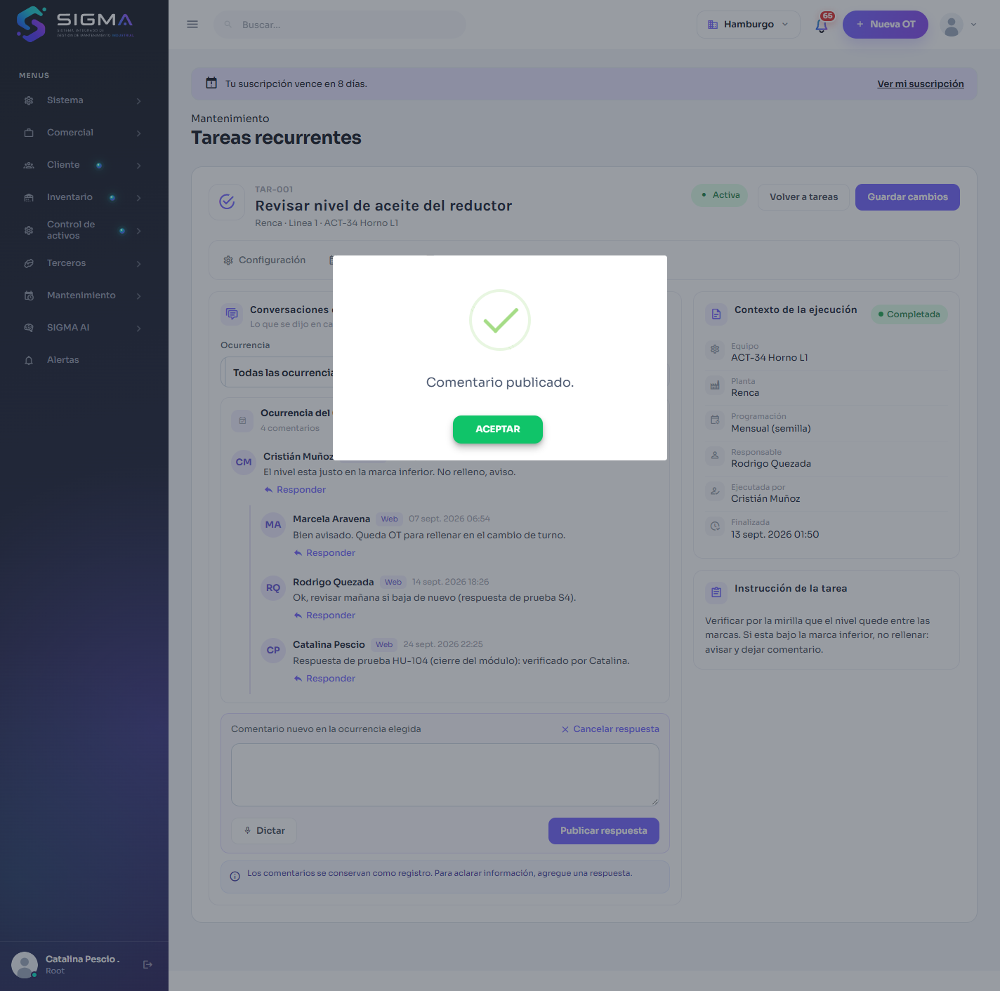 SIGMA
SISTEMA INTEGRADO DE
GESTIÓN DE MANTENIMIENTO INDUSTRIAL
Buscar...
Hamburgo
65
+ Nueva OT
MENUS
Sistema
Comercial
Cliente
Inventario
Control de
activos
Terceros
Mantenimiento
SIGMA AI
Alertas
Tu suscripción vence en 8 días.
Ver mi suscripción
Mantenimiento
Tareas recurrentes
TAR-001
Revisar nivel de aceite del reductor
Renca · Linea 1 · ACT-34 Horno L1
Activa
Volver a tareas
Guardar cambios
Configuración
Conversaciones
Lo que se dijo en ca
Ocurrencia
Todas las ocurrencia
Ocurrencia del
4 comentarios
Comentario publicado.
ACEPTAR
CM
Cristián Muñoz
El nivel esta justo en la marca inferior. No relleno, aviso.
Responder
MA
Marcela Aravena Web 07 sept. 2026 06:54
Bien avisado. Queda OT para rellenar en el cambio de turno.
Responder
RQ
Rodrigo Quezada Web 14 sept. 2026 18:26
Ok, revisar mañana si baja de nuevo (respuesta de prueba S4).
Responder
CP
Catalina Pescio Web 24 sept. 2026 22:25
Respuesta de prueba HU-104 (cierre del módulo): verificado por Catalina.
Responder
Comentario nuevo en la ocurrencia elegida
Cancelar respuesta
Dictar
Publicar respuesta
Los comentarios se conservan como registro. Para aclarar información, agregue una respuesta.
Contexto de la ejecución
Completada
Equipo
ACT-34 Horno L1
Planta
Renca
Programación
Mensual (semilla)
Responsable
Rodrigo Quezada
Ejecutada por
Cristián Muñoz
Finalizada
13 sept. 2026 01:50
Instrucción de la tarea
Verificar por la mirilla que el nivel quede entre las
marcas. Si esta bajo la marca inferior, no rellenar:
avisar y dejar comentario.
Catalina Pescio .
Root